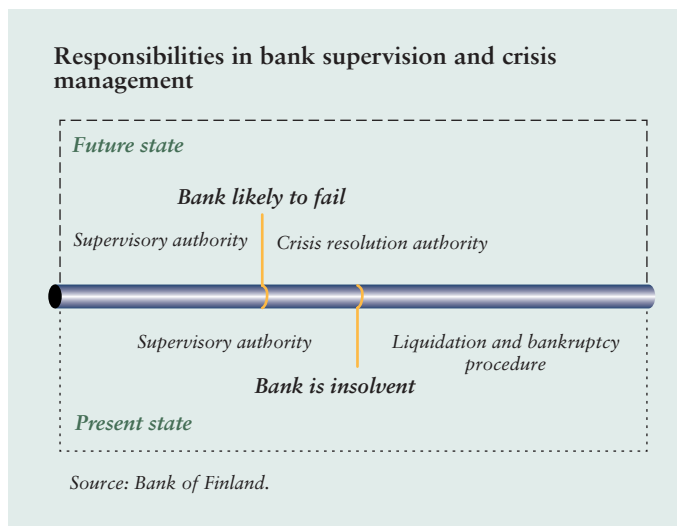 Responsibilities in bank supervision and crisis
management
Future state
Bank likely to fail
Supervisory authority
Crisis resolution authority
Supervisory authority
Liquidation and bankruptcy
procedure
Bank is insolvent
Present state
Source: Bank of Finland.